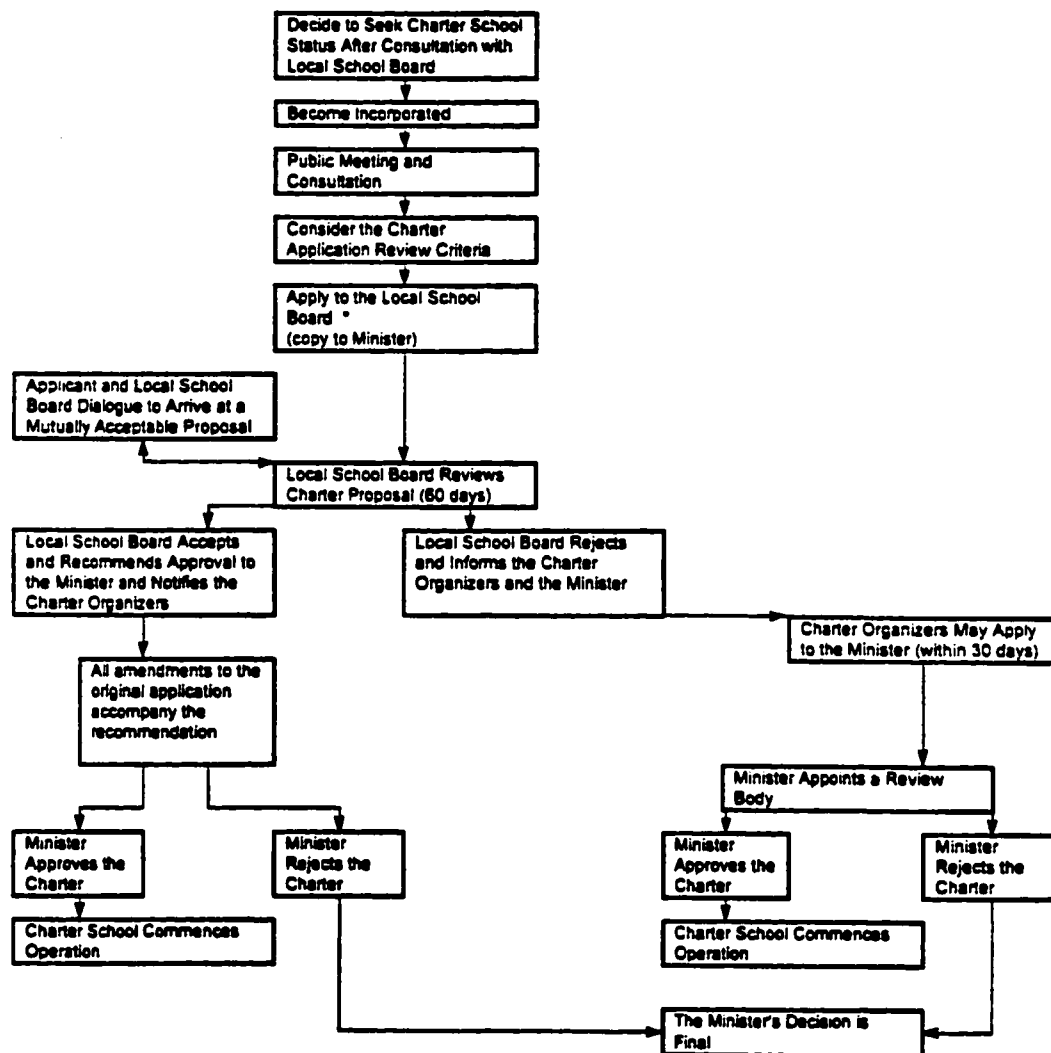 Decide to Seek Charter School
Status After Consultation with
Local School Board
Become Incorporated
Public Meeting and
Consultation
Consider the Charter
Application Review Criteria
Apply to the Local School
Board *
(copy to Minister)
Applicant and Local School
Board Dialogue to Arrive at a
Mutually Acceptable Proposal
Local School Board Reviews
Charter Proposal (60 days)
Local School Board Accepts
and Recommends Approval to
the Minister and Notifies the
Charter Organizers
Local School Board Rejects
and Informs the Charter
Organizers and the Minister
Charter Organizers May Apply
to the Minister (within 30 days)
All amendments to the
original application
accompany the
recommendation
Minister Appoints a Review
Body
Minister
Approves the
Charter
Minister
Rejects the
Charter
Minister
Approves the
Charter
Minister
Rejects the
Charter
Charter School Commences
Operation
Charter School Commences
Operation
The Minister's Decision is
Final